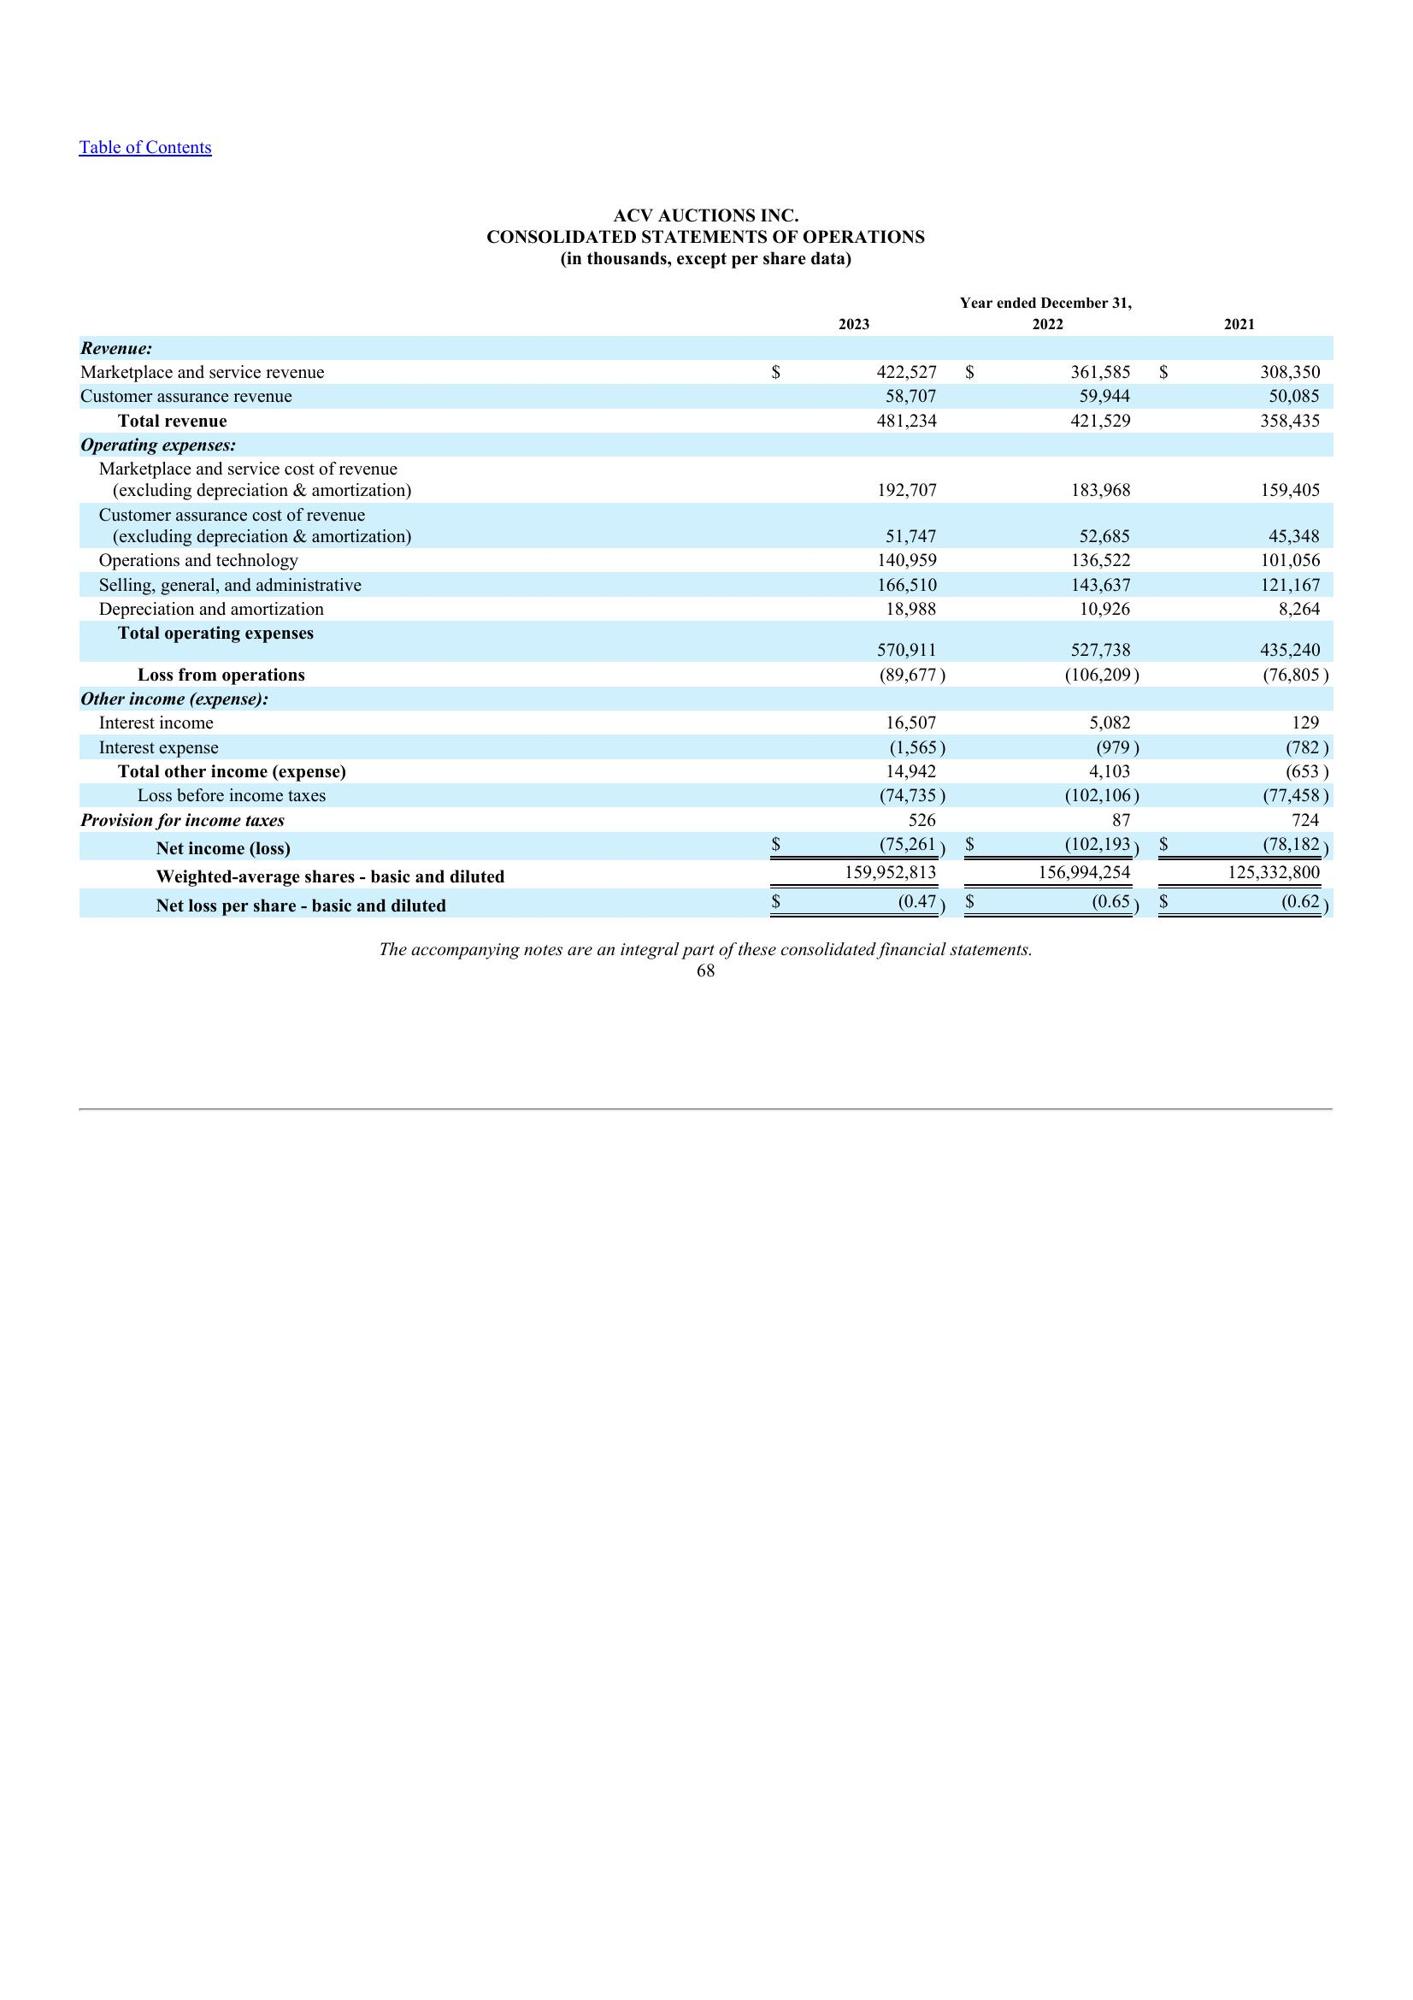 Table of Contents
ACV AUCTIONS INC.
CONSOLIDATED STATEMENTS OF OPERATIONS
(in thousands, except per share data)
Year ended December 31,
2023 2022 2021
Revenue:
Marketplace and service revenue $ 422,527 $ 361,585 $ 308,350
Customer assurance revenue 58,707 59,944 50,085
Total revenue 481,234 421,529 358,435
Operating expenses:
Marketplace and service cost of revenue
(excluding depreciation & amortization) 192,707 183,968 159,405
Customer assurance cost of revenue
(excluding depreciation & amortization) 51,747 52,685 45,348
Operations and technology 140,959 136,522 101,056
Selling, general, and administrative 166,510 143,637 121,167
Depreciation and amortization 18,988 10,926 8,264
Total operating expenses
570,911 527,738 435,240
Loss from operations (89,677) (106,209) (76,805)
Other income (expense):
Interest income 16,507 5,082 129
Interest expense (1,565) (979) (782)
Total other income (expense) 14,942 4,103 (653)
Loss before income taxes (74,735) (102,106) (77,458)
Provision for income taxes 526 87 724
Net income (loss) $ (75,261) $ (102,193) $ (78,182)
Weighted-average shares - basic and diluted 159,952,813 156,994,254 125,332,800
Net loss per share - basic and diluted $ (0.47) $ (0.65) $ (0.62)
The accompanying notes are an integral part of these consolidated financial statements.
68